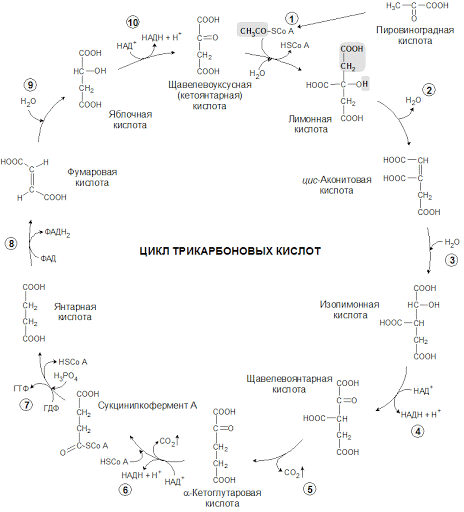 ЦИКЛ ТРИКАРБОНОВЫХ КИСЛОТ
H₃C
COOH
O
Пировиноградная
кислота
1
CH₃CO–SCo A
HSCo A
H₂O
COOH
O
CH₂
COOH
Щавелевоуксусная
(кетоянтарная)
кислота
COOH
CH₂
HOOC
OH
CH₂
COOH
Лимонная
кислота
2
H₂O
COOH
HOOC
CH₂
COOH
цис-Аконитовая
кислота
3
H₂O
COOH
CH–OH
HOOC–CH
CH₂
COOH
Изолимонная
кислота
4
НАД⁺
НАДН + Н⁺
Щавелевоянтарная
кислота
COOH
O
HOOC–CH
CH₂
COOH
5
CO₂↑
COOH
O
CH₂
CH₂
COOH
α-Кетоглутаровая
кислота
6
CO₂↑
HSCo A
НАДН + Н⁺
НАД⁺
Сукцинилкофермент А
COOH
CH₂
CH₂
C
O
SCo A
7
HSCo A
H₃PO₄
ГТФ
ГДФ
COOH
CH₂
CH₂
COOH
Янтарная
кислота
8
ФАДН₂
ФАД
HOOC
H
H
COOH
Фумаровая
кислота
9
H₂O
COOH
CH–OH
CH₂
COOH
Яблочная
кислота
10
НАДН + Н⁺
НАД⁺